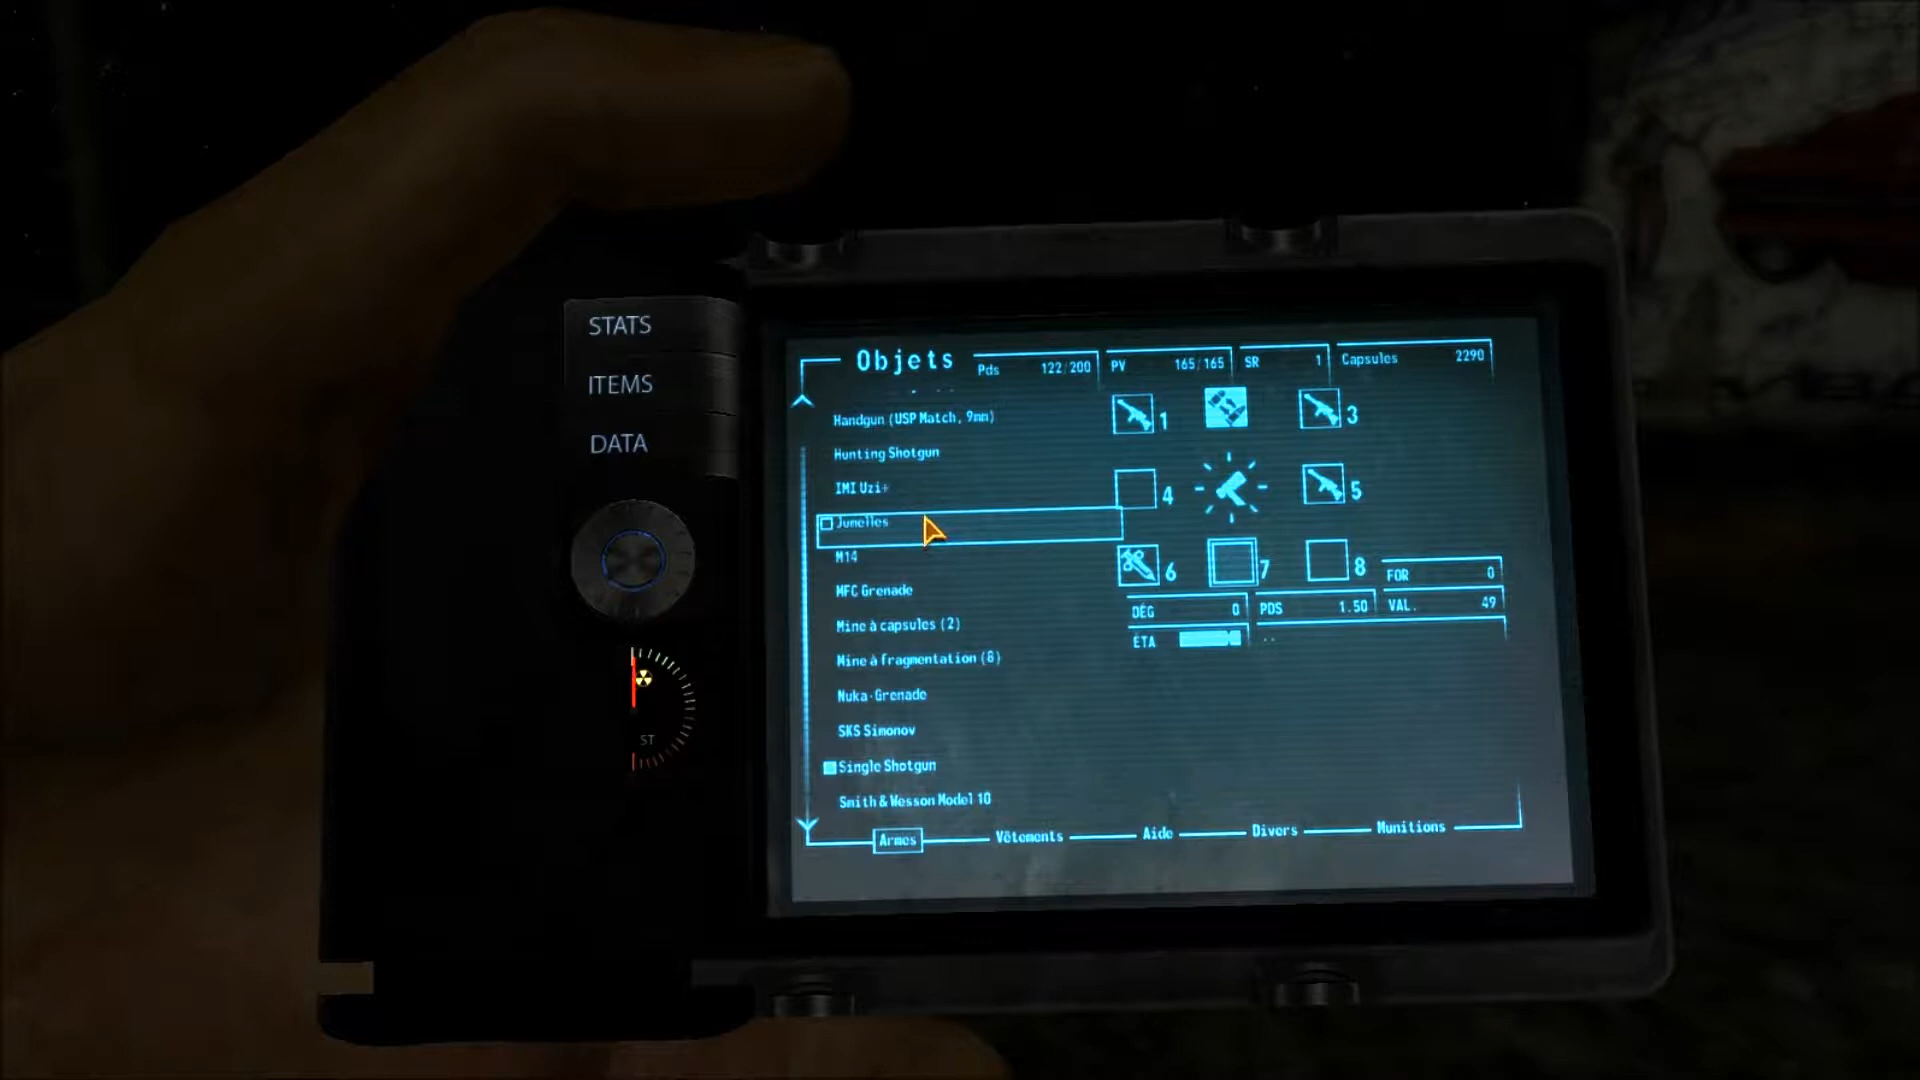 STATS
ITEMS
DATA
ST
Objets
Pds 122/200
PV 165/165
SR 1
Capsules 2290
Handgun (USP Match, 9mm)
Hunting Shotgun
IMI Uzi+
Jumelles
M14
MFC Grenade
Mine à capsules (2)
Mine à fragmentation (8)
Nuka-Grenade
SKS Simonov
Single Shotgun
Smith & Wesson Model 10
1
3
4
5
6
7
8
FOR 0
DÉG 0
PDS 1.50
VAL. 49
ÉTA
--
Armes
Vêtements
Aide
Divers
Munitions